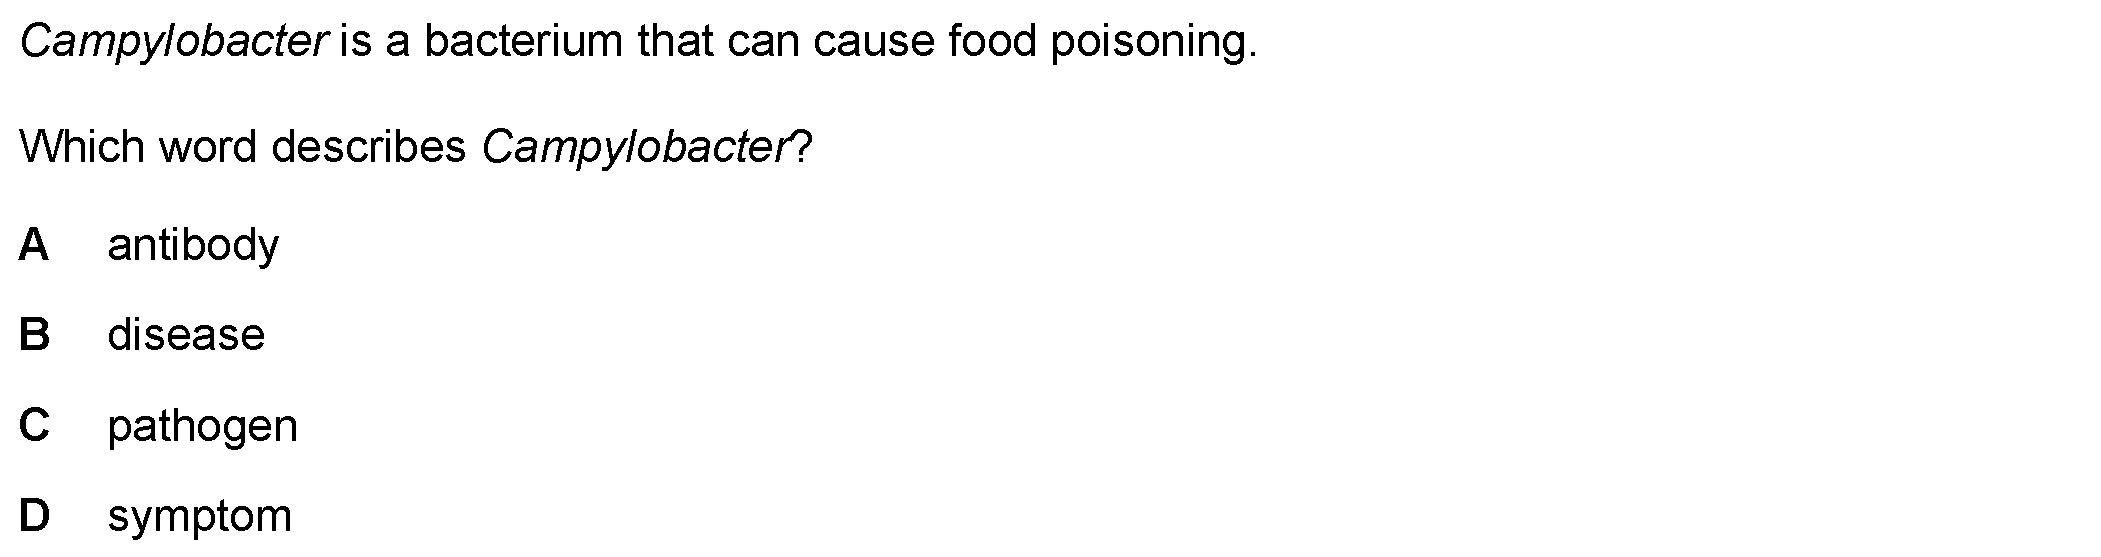 Campylobacter is a bacterium that can cause food poisoning.
Which word describes Campylobacter?
A antibody
B disease
C pathogen
D symptom